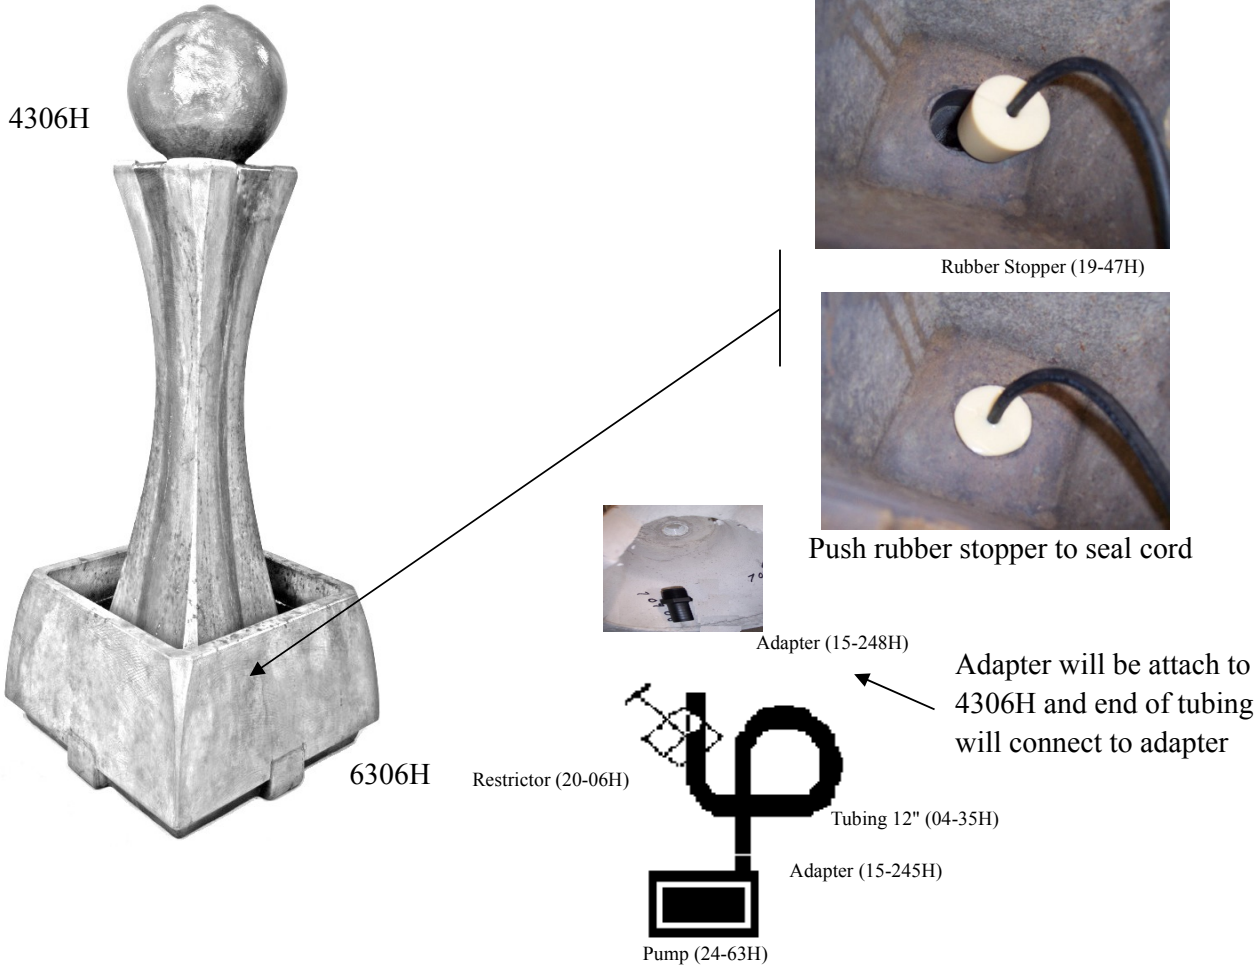 4306H
Rubber Stopper (19-47H)
Push rubber stopper to seal cord
Adapter (15-248H)
Adapter will be attach to
4306H and end of tubing
will connect to adapter
6306H
Restrictor (20-06H)
Tubing 12" (04-35H)
Adapter (15-245H)
Pump (24-63H)